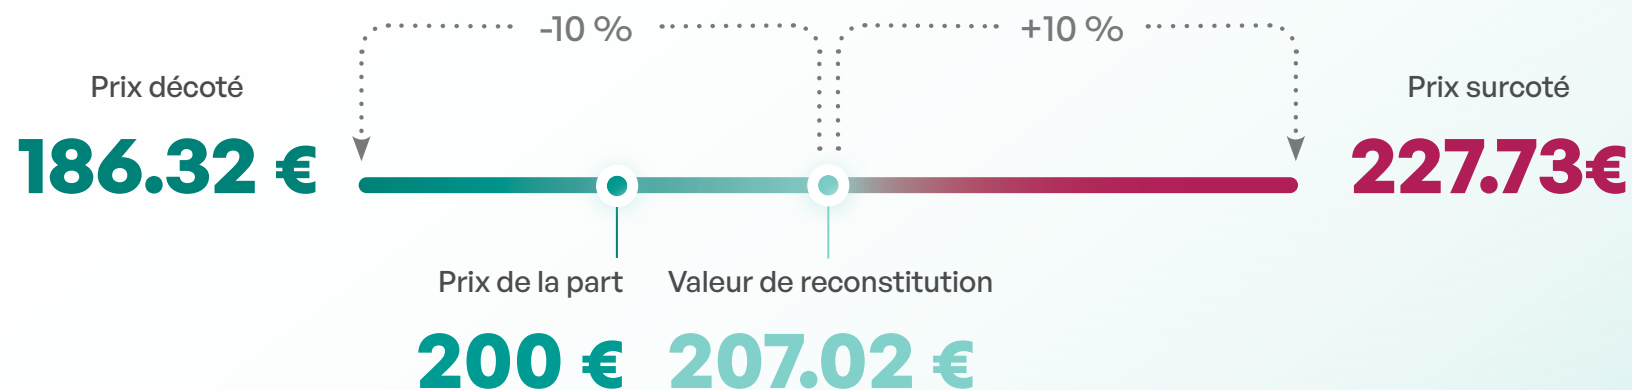 -10 %
+10 %
Prix décoté
Prix surcoté
186.32 €
227.73€
Prix de la part
Valeur de reconstitution
200 €
207.02 €